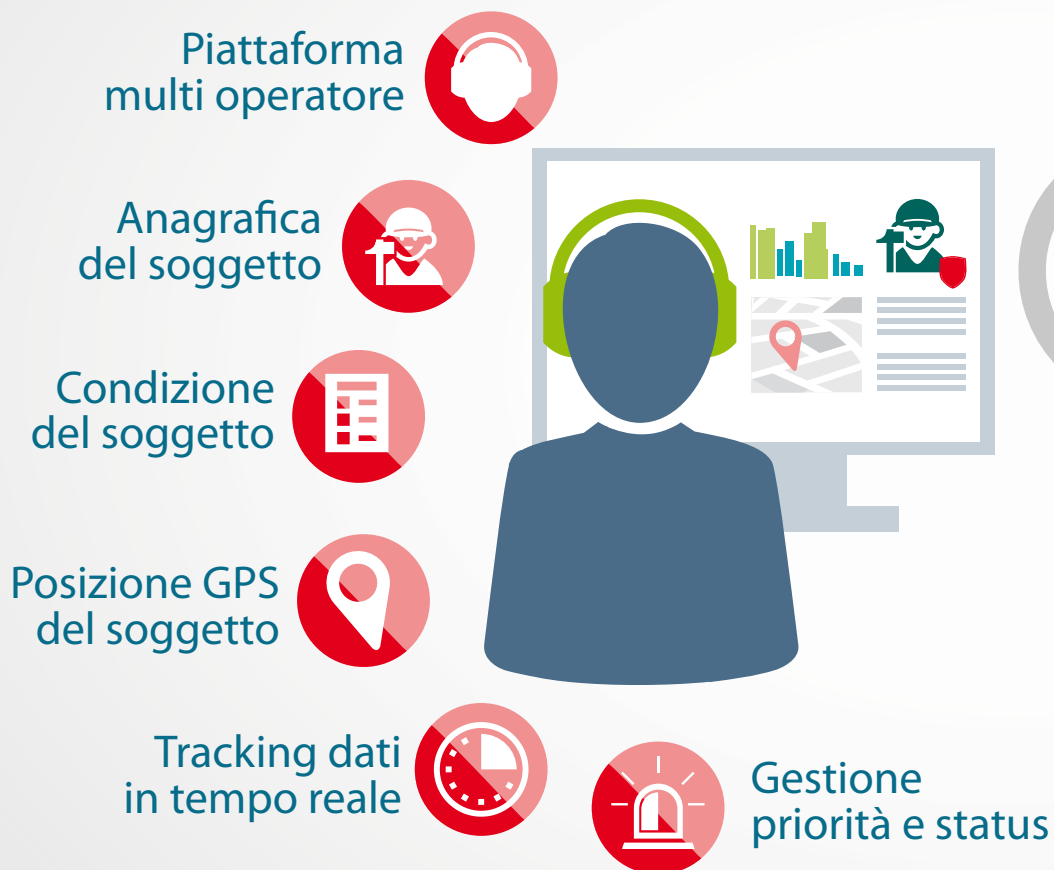 Piattaforma
multi operatore
Anagrafica
del soggetto
Condizione
del soggetto
Posizione GPS
del soggetto
Tracking dati
in tempo reale
Gestione
priorità e status